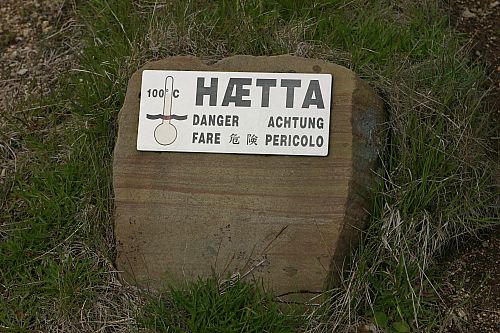 100°C HÆTTA
DANGER ACHTUNG
FARE 危険 PERICOLO